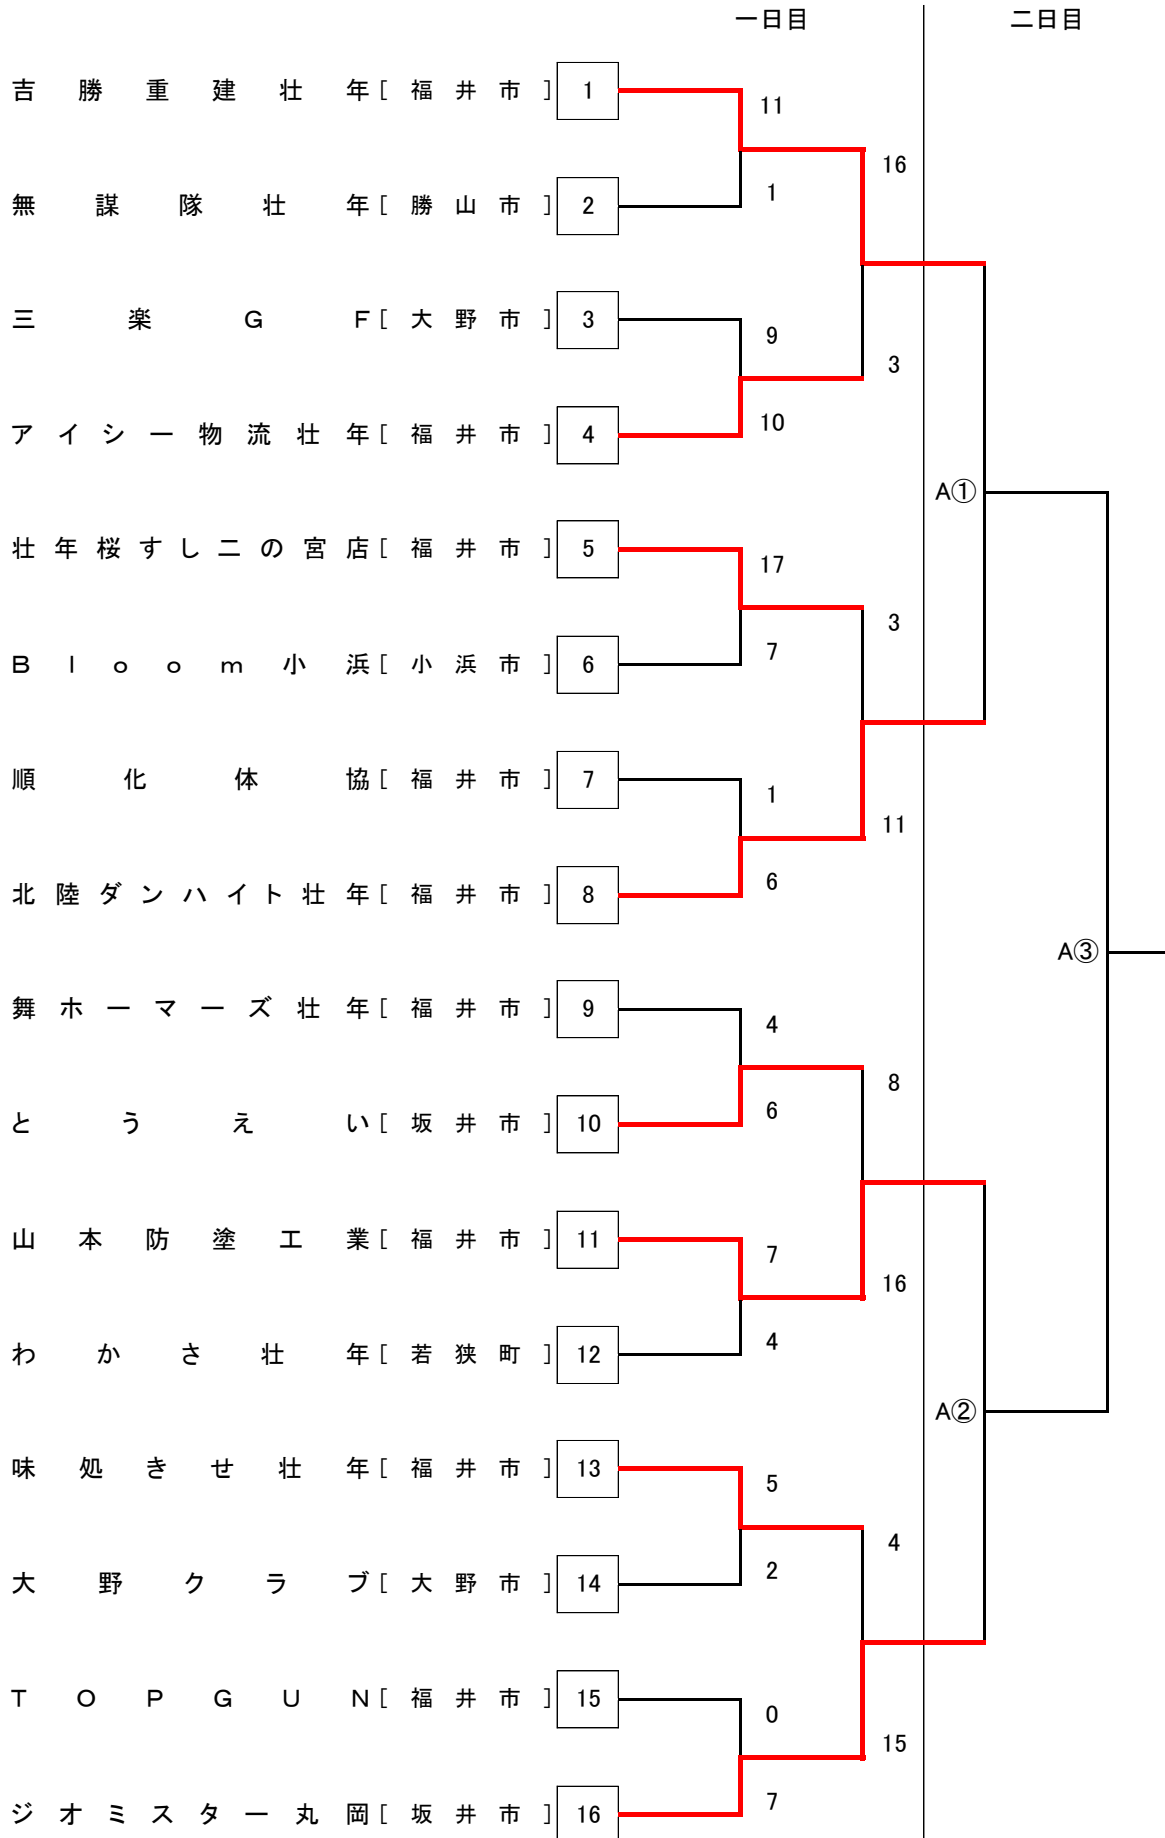 一日目 二日目
吉勝重建壮年[福井市] 1
11
16
無謀隊壮年[勝山市] 2
1
三楽GF[大野市] 3
9
3
アイシー物流壮年[福井市] 4
10
A①
壮年桜すし二の宮店[福井市] 5
17
3
Bloom小浜[小浜市] 6
7
順化体協[福井市] 7
1
11
北陸ダンハイト壮年[福井市] 8
6
A③
舞ホーマーズ壮年[福井市] 9
4
8
とうえい[坂井市] 10
6
山本防塗工業[福井市] 11
7
16
わかさ壮年[若狭町] 12
4
A②
味処きせ壮年[福井市] 13
5
4
大野クラブ[大野市] 14
2
TOPGUN[福井市] 15
0
15
ジオミスター丸岡[坂井市] 16
7